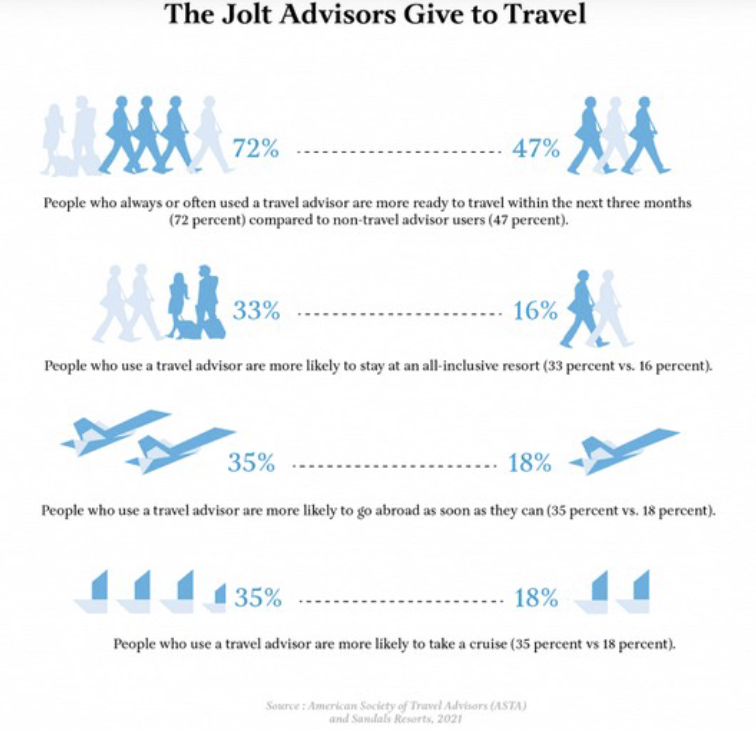 The Jolt Advisors Give to Travel
72% 47%
People who always or often used a travel advisor are more ready to travel within the next three months
(72 percent) compared to non-travel advisor users (47 percent).
33% 16%
People who use a travel advisor are more likely to stay at an all-inclusive resort (33 percent vs. 16 percent).
35% 18%
People who use a travel advisor are more likely to go abroad as soon as they can (35 percent vs. 18 percent).
35% 18%
People who use a travel advisor are more likely to take a cruise (35 percent vs 18 percent).
Source : American Society of Travel Advisors (ASTA)
and Sandals Resorts, 2021